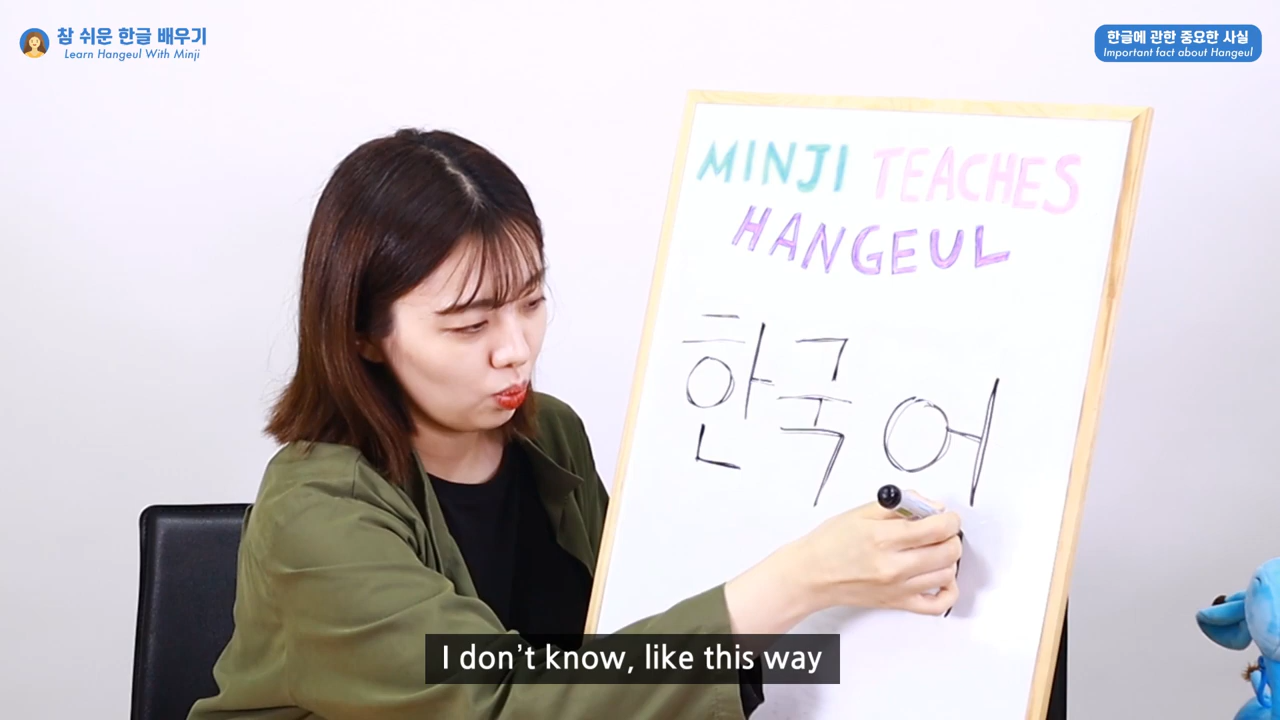 참 쉬운 한글 배우기
Learn Hangeul With Minji
한글에 관한 중요한 사실
Important fact about Hangeul
MINJI TEACHES
HANGEUL
한국어
I don't know, like this way